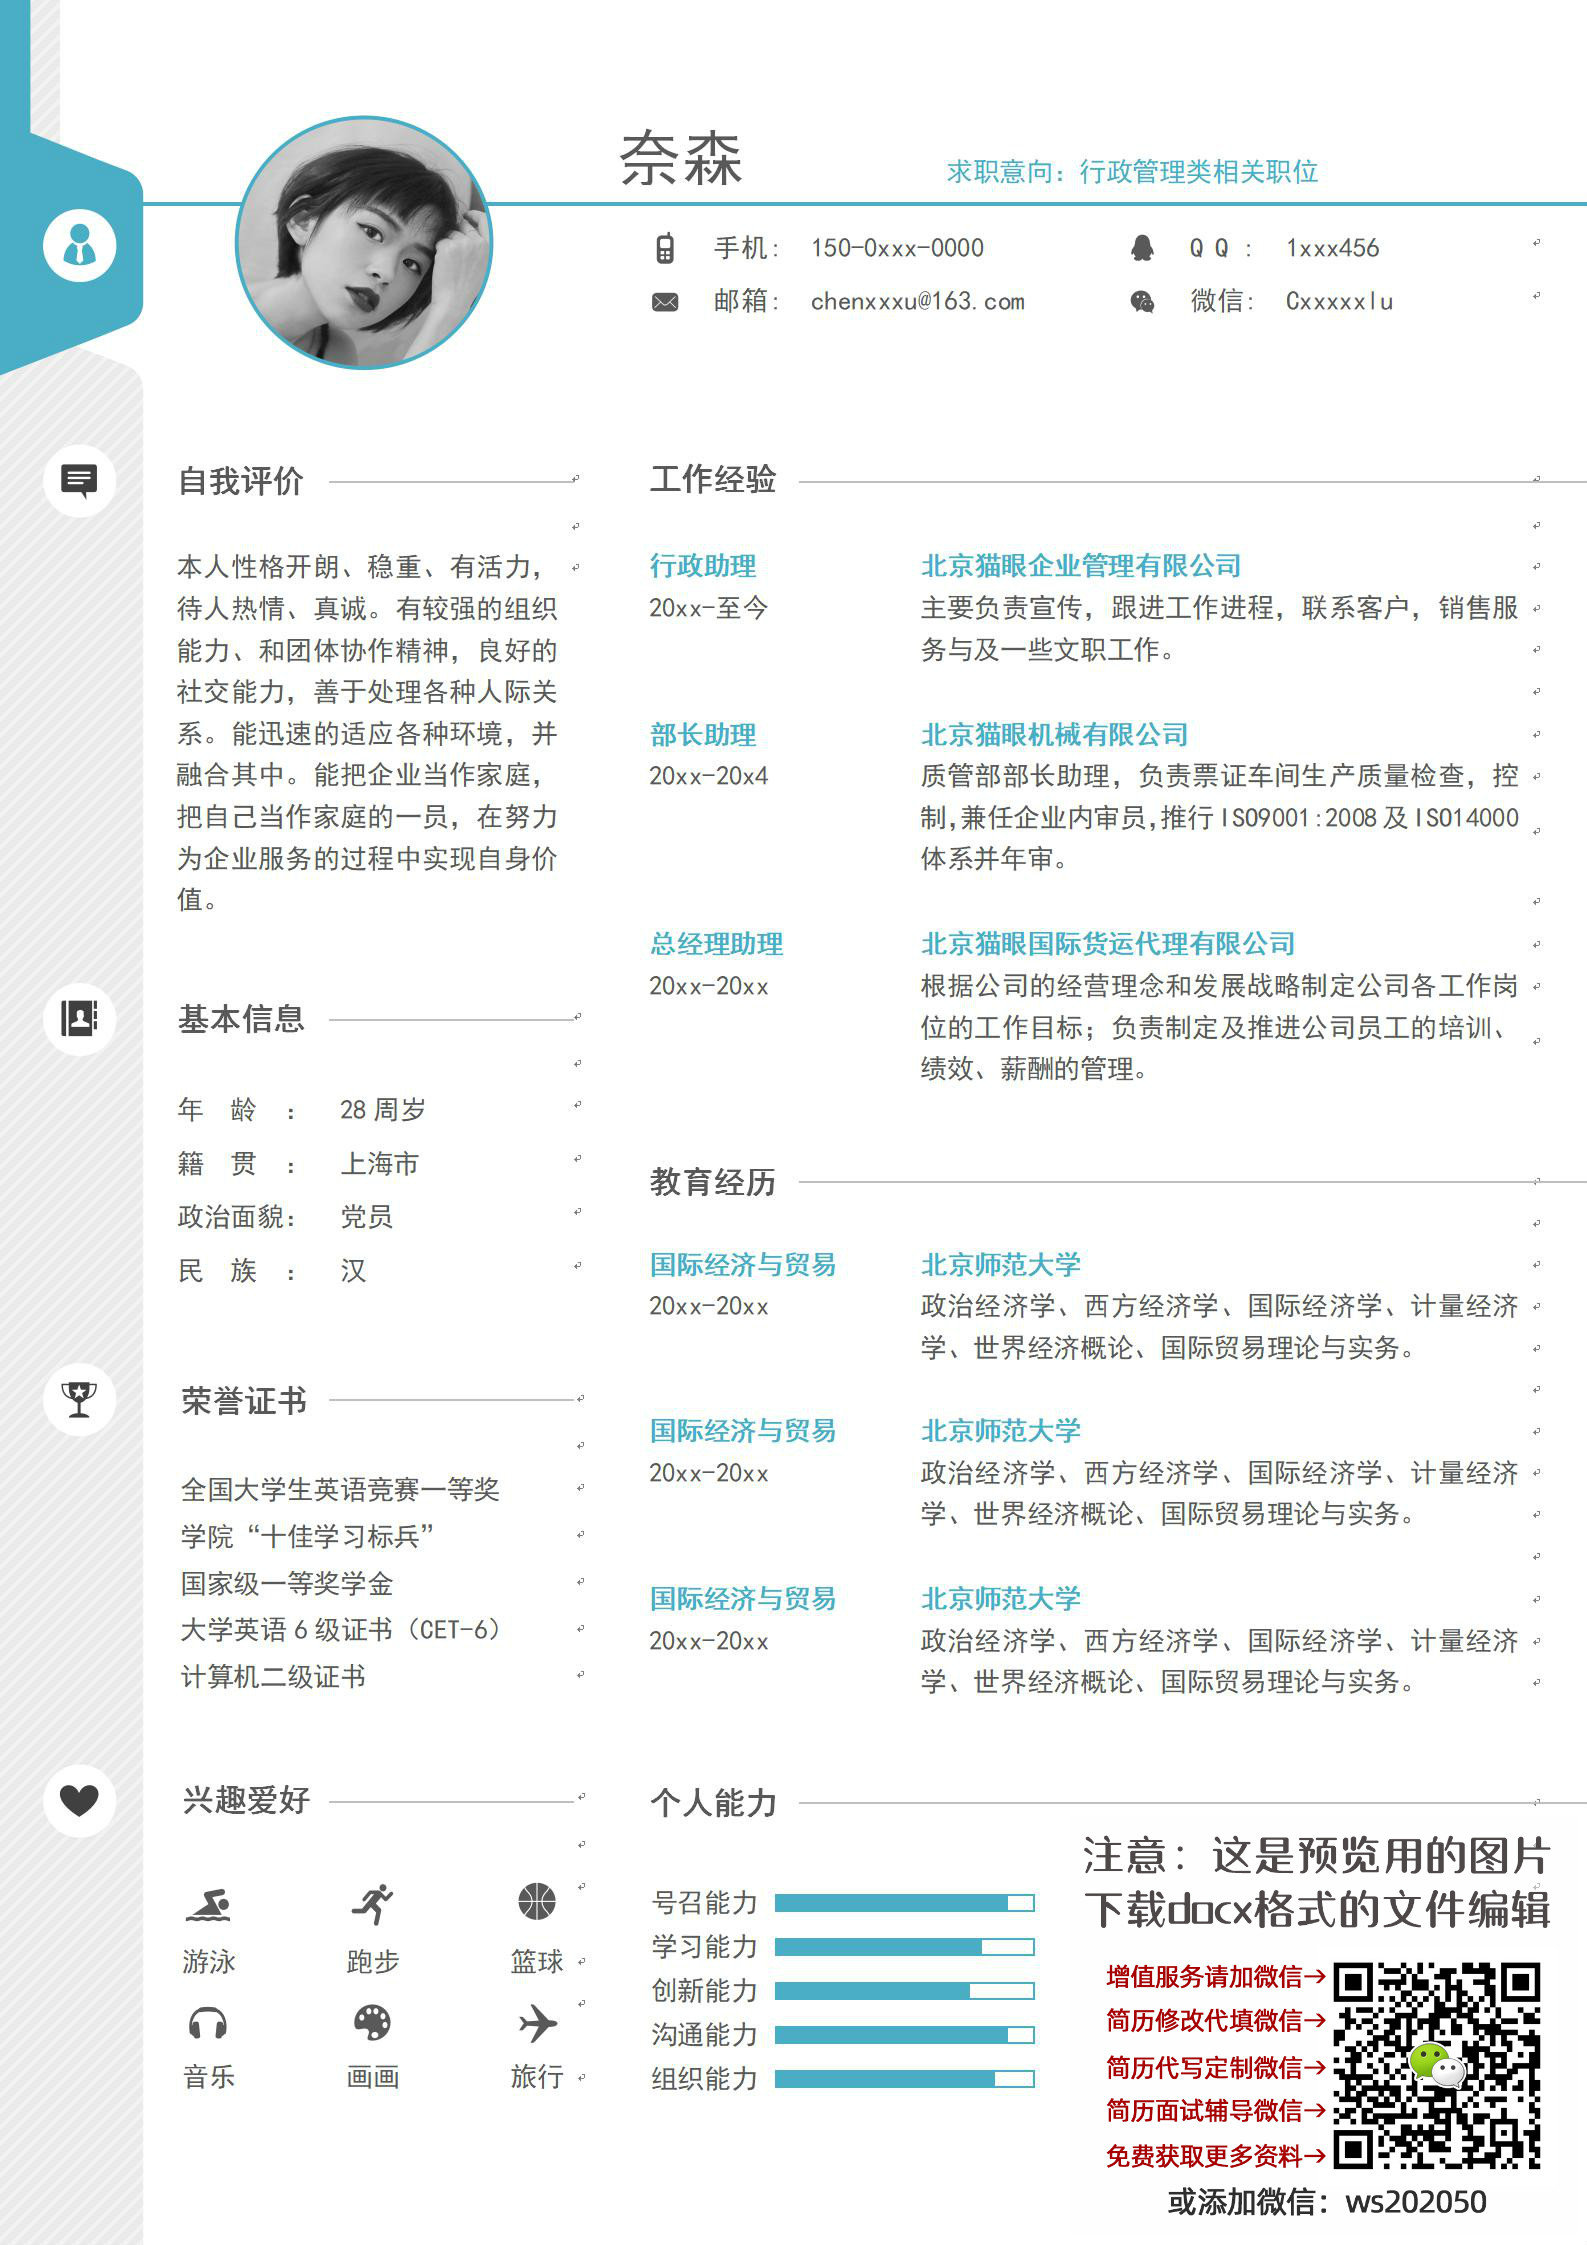 奈森
求职意向：行政管理类相关职位
手机： 150-0xxx-0000
QQ： 1xxx456
邮箱： chenxxxu@163.com
微信： Cxxxxxlu
自我评价
本人性格开朗、稳重、有活力，
待人热情、真诚。有较强的组织
能力、和团体协作精神，良好的
社交能力，善于处理各种人际关
系。能迅速的适应各种环境，并
融合其中。能把企业当作家庭，
把自己当作家庭的一员，在努力
为企业服务的过程中实现自身价
值。
基本信息
年 龄 ： 28 周岁
籍 贯 ： 上海市
政治面貌： 党员
民 族 ： 汉
荣誉证书
全国大学生英语竞赛一等奖
学院“十佳学习标兵”
国家级一等奖学金
大学英语 6 级证书（CET-6）
计算机二级证书
兴趣爱好
游泳 跑步 篮球
音乐 画画 旅行
工作经验
行政助理 北京猫眼企业管理有限公司
20xx-至今 主要负责宣传，跟进工作进程，联系客户，销售服
务与及一些文职工作。
部长助理 北京猫眼机械有限公司
20xx-20x4 质管部部长助理，负责票证车间生产质量检查，控
制，兼任企业内审员，推行 ISO9001:2008 及 ISO14000
体系并年审。
总经理助理 北京猫眼国际货运代理有限公司
20xx-20xx 根据公司的经营理念和发展战略制定公司各工作岗
位的工作目标；负责制定及推进公司员工的培训、
绩效、薪酬的管理。
教育经历
国际经济与贸易 北京师范大学
20xx-20xx 政治经济学、西方经济学、国际经济学、计量经济
学、世界经济概论、国际贸易理论与实务。
国际经济与贸易 北京师范大学
20xx-20xx 政治经济学、西方经济学、国际经济学、计量经济
学、世界经济概论、国际贸易理论与实务。
国际经济与贸易 北京师范大学
20xx-20xx 政治经济学、西方经济学、国际经济学、计量经济
学、世界经济概论、国际贸易理论与实务。
个人能力
号召能力
学习能力
创新能力
沟通能力
组织能力
注意：这是预览用的图片
下载docx格式的文件编辑
增值服务请加微信→
简历修改代填微信→
简历代写定制微信→
简历面试辅导微信→
免费获取更多资料→
或添加微信：ws202050